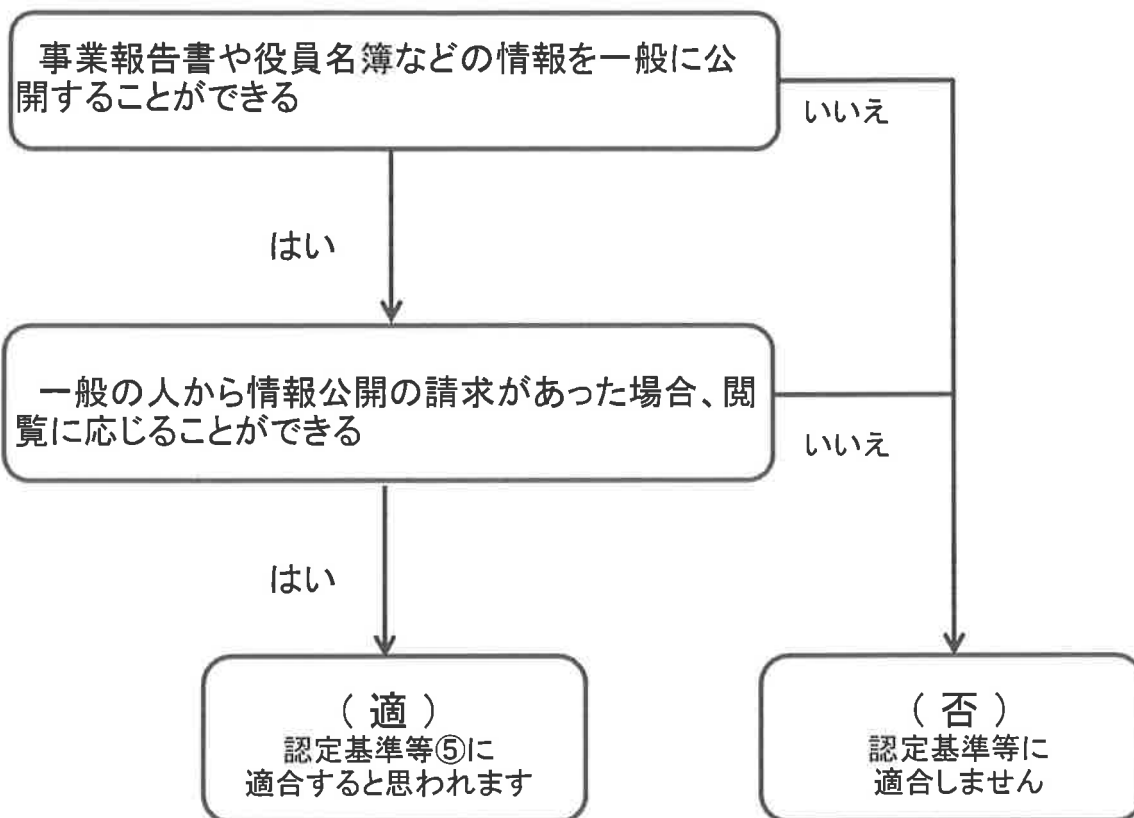 事業報告書や役員名簿などの情報を一般に公
開することができる
いいえ
はい
一般の人から情報公開の請求があった場合、閲
覧に応じることができる
いいえ
はい
（ 適 ）
認定基準等⑤に
適合すると思われます
（ 否 ）
認定基準等に
適合しません